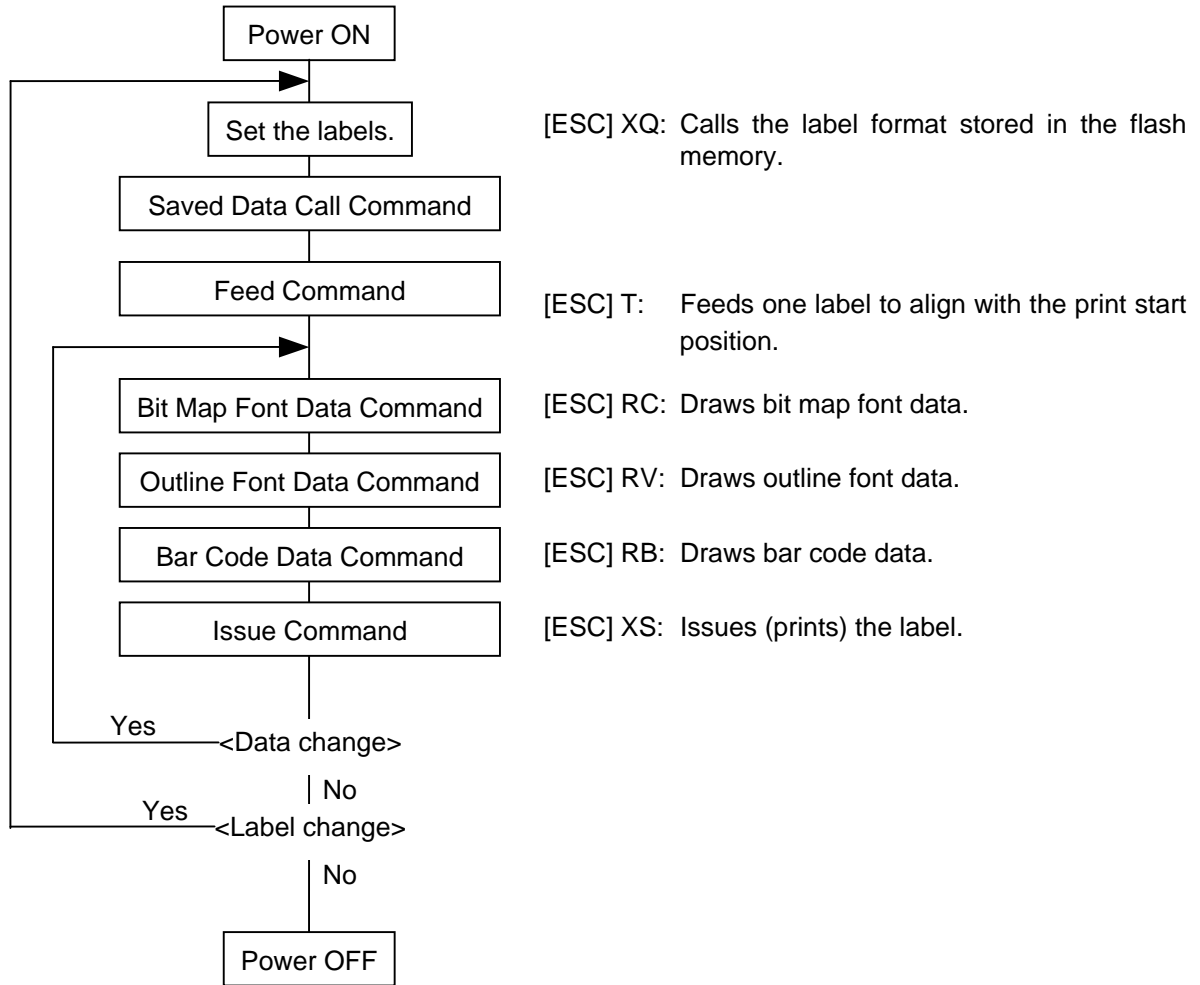 Power ON
Set the labels.
[ESC] XQ: Calls the label format stored in the flash
memory.
Saved Data Call Command
Feed Command
[ESC] T: Feeds one label to align with the print start
position.
Bit Map Font Data Command
[ESC] RC: Draws bit map font data.
Outline Font Data Command
[ESC] RV: Draws outline font data.
Bar Code Data Command
[ESC] RB: Draws bar code data.
Issue Command
[ESC] XS: Issues (prints) the label.
Yes
<Data change>
No
Yes
<Label change>
No
Power OFF